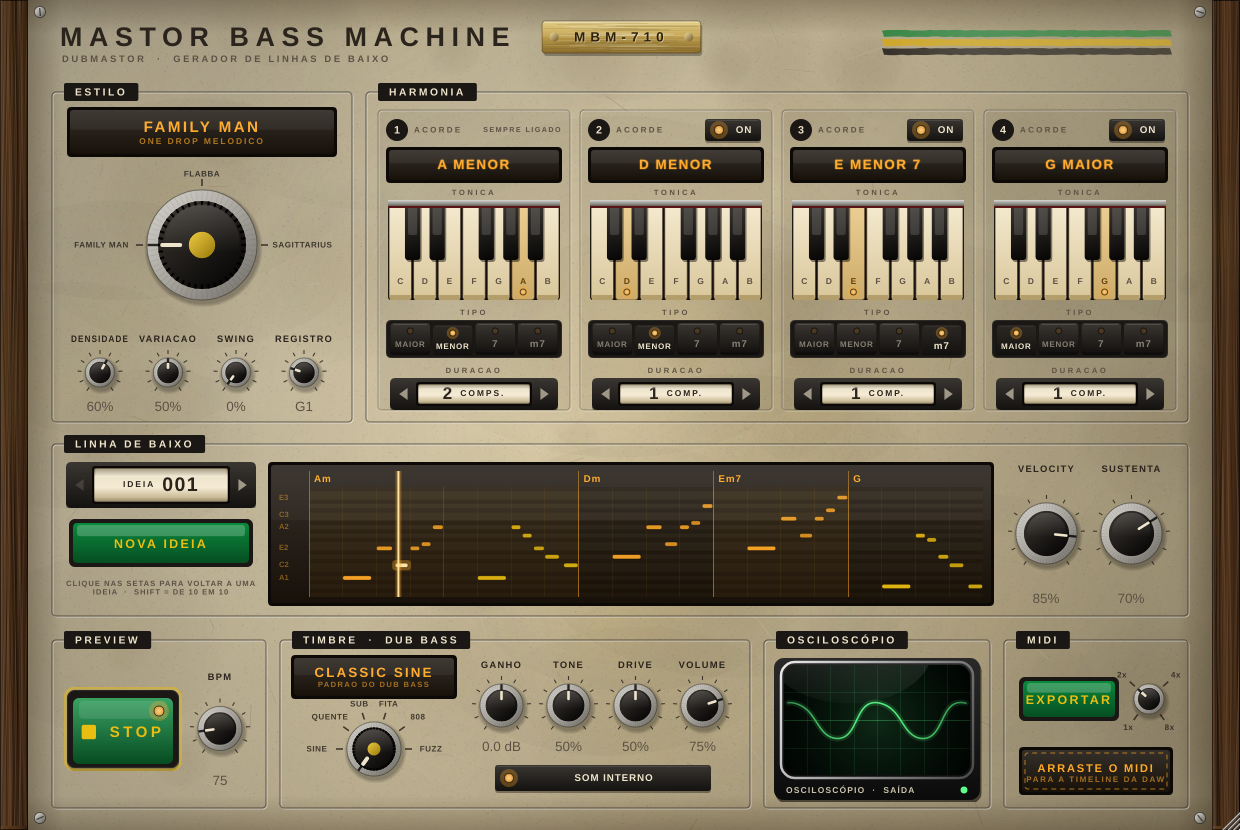 MASTOR BASS MACHINE
MBM-710
DUBMASTOR · GERADOR DE LINHAS DE BAIXO
ESTILO
FAMILY MAN
ONE DROP MELODICO
FLABBA
FAMILY MAN
SAGITTARIUS
DENSIDADE VARIACAO SWING REGISTRO
60% 50% 0% G1
HARMONIA
1 ACORDE SEMPRE LIGADO
A MENOR
TONICA
C D E F G A B
TIPO
MAIOR MENOR 7 m7
DURACAO
2 COMPS.
2 ACORDE ON
D MENOR
TONICA
C D E F G A B
TIPO
MAIOR MENOR 7 m7
DURACAO
1 COMP.
3 ACORDE ON
E MENOR 7
TONICA
C D E F G A B
TIPO
MAIOR MENOR 7 m7
DURACAO
1 COMP.
4 ACORDE ON
G MAIOR
TONICA
C D E F G A B
TIPO
MAIOR MENOR 7 m7
DURACAO
1 COMP.
LINHA DE BAIXO
IDEIA 001
NOVA IDEIA
CLIQUE NAS SETAS PARA VOLTAR A UMA
IDEIA · SHIFT = DE 10 EM 10
Am Dm Em7 G
E3
C3
A2
E2
C2
A1
VELOCITY SUSTENTA
85% 70%
PREVIEW
STOP
BPM
75
TIMBRE · DUB BASS
CLASSIC SINE
PADRAO DO DUB BASS
SUB FITA
QUENTE 808
SINE FUZZ
GANHO TONE DRIVE VOLUME
0.0 dB 50% 50% 75%
SOM INTERNO
OSCILOSCÓPIO
OSCILOSCÓPIO · SAÍDA
MIDI
EXPORTAR
2x 4x
1x 8x
ARRASTE O MIDI
PARA A TIMELINE DA DAW